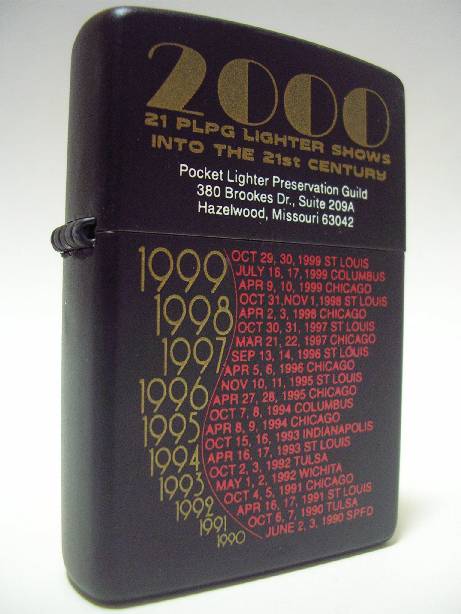 2000
21 PLPG LIGHTER SHOWS
INTO THE 21st CENTURY
Pocket Lighter Preservation Guild
380 Brookes Dr., Suite 209A
Hazelwood, Missouri 63042
1999
1998
1997
1996
1995
1994
1993
1992
1991
1990
OCT 29, 30, 1999 ST LOUIS
JULY 16, 17, 1999 COLUMBUS
APR 9, 10, 1999 CHICAGO
OCT 31, NOV 1, 1998 ST LOUIS
APR 2, 3, 1998 CHICAGO
OCT 30, 31, 1997 ST LOUIS
MAR 21, 22, 1997 CHICAGO
SEP 13, 14, 1996 ST LOUIS
APR 5, 6, 1996 CHICAGO
NOV 10, 11, 1995 ST LOUIS
APR 27, 28, 1995 CHICAGO
OCT 7, 8, 1994 COLUMBUS
APR 8, 9, 1994 CHICAGO
OCT 15, 16, 1993 INDIANAPOLIS
APR 16, 17, 1993 ST LOUIS
OCT 2, 3, 1992 TULSA
MAY 1, 2, 1992 WICHITA
OCT 4, 5, 1991 CHICAGO
APR 16, 17, 1991 ST LOUIS
OCT 6, 7, 1990 TULSA
JUNE 2, 3, 1990 SPFD